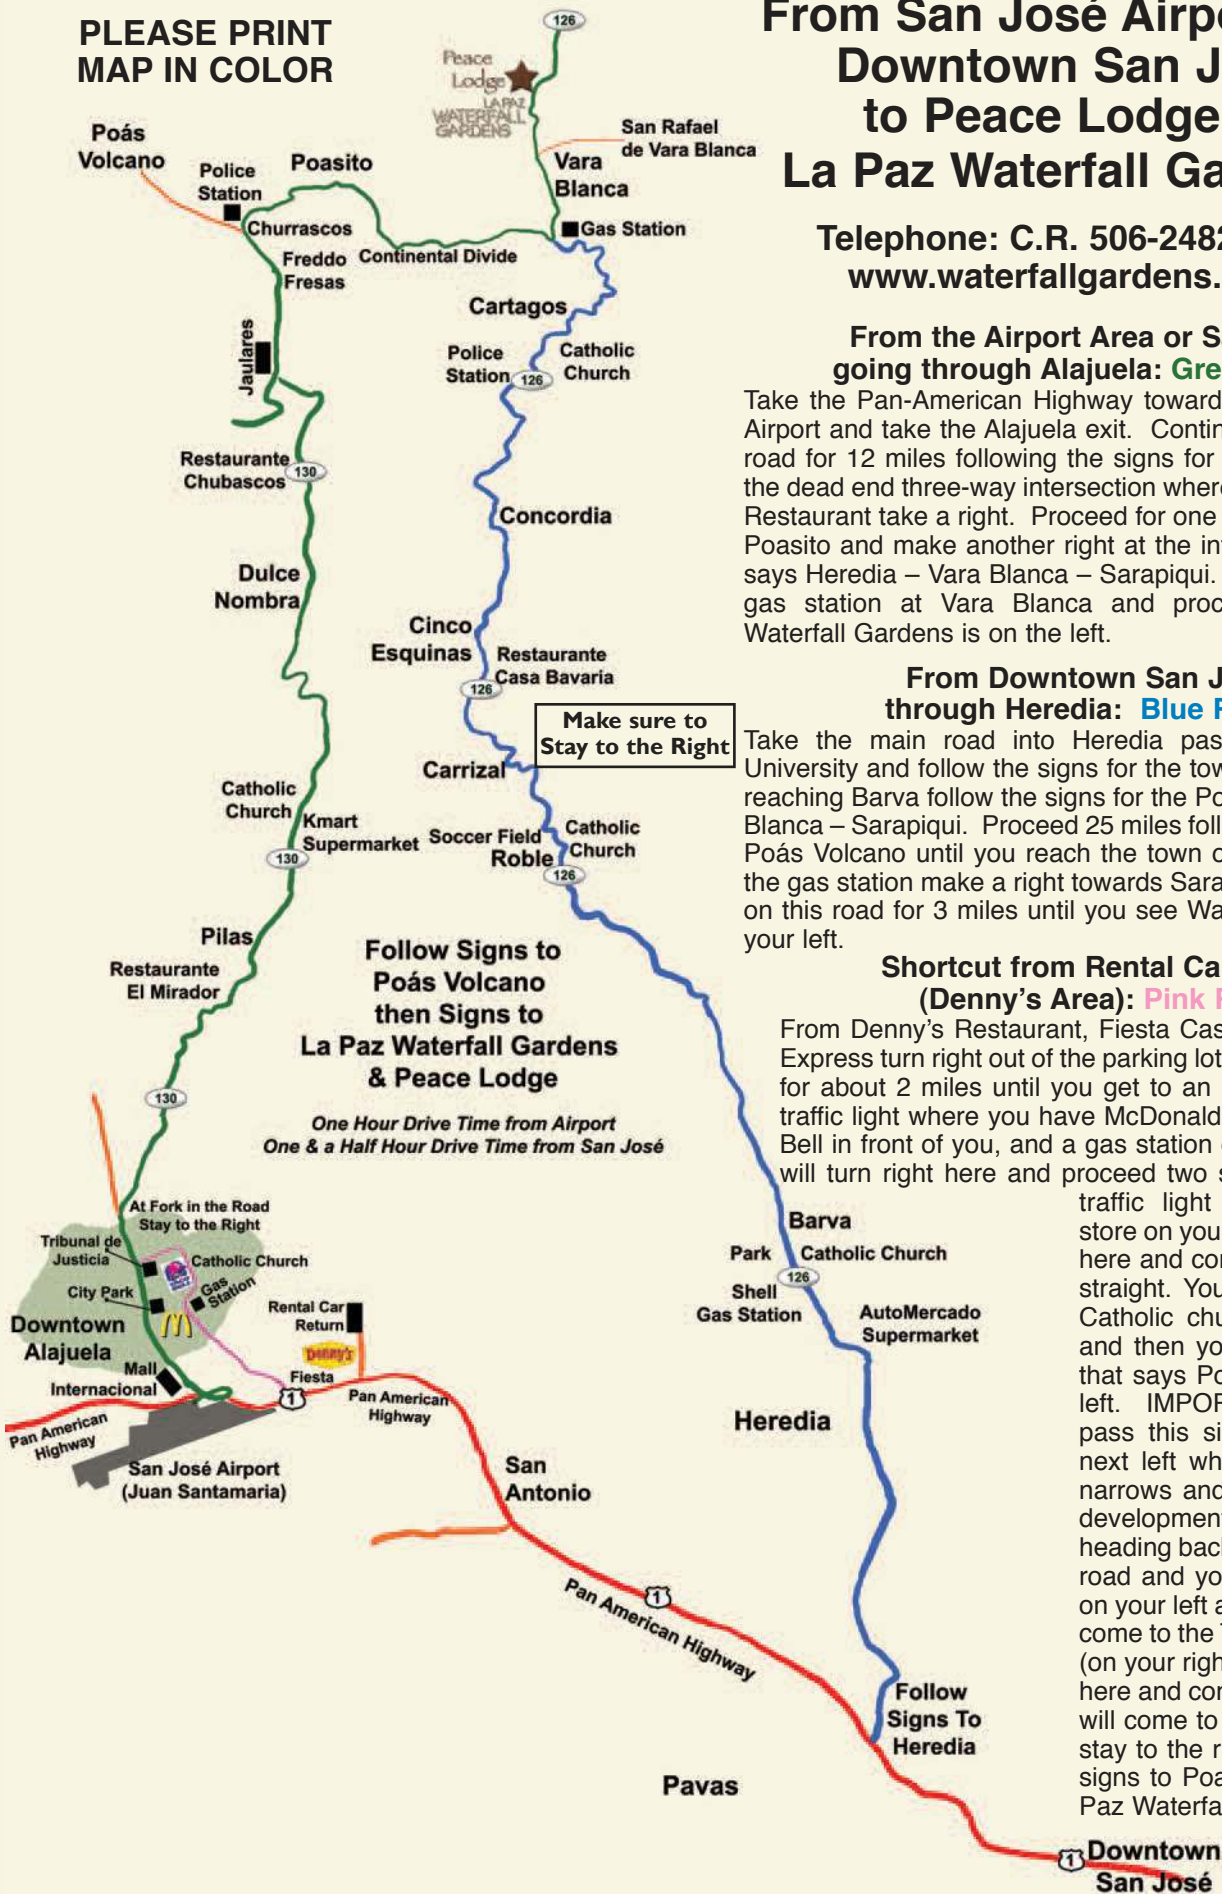 PLEASE PRINT
MAP IN COLOR
126
Peace
Lodge
LA PAZ
WATERFALL
GARDENS
San Rafael
de Vara Blanca
Vara
Blanca
Gas Station
Poás
Volcano
Police
Station
Poasito
Churrascos
Freddo
Fresas
Continental Divide
Jaulares
Cartagos
Police
Station
126
Catholic
Church
Restaurante
Chubascos
130
Concordia
Dulce
Nombra
Cinco
Esquinas
Restaurante
Casa Bavaria
126
Make sure to
Stay to the Right
Carrizal
Catholic
Church
Kmart
Supermarket
130
Soccer Field
Roble
Catholic
Church
126
Pilas
Restaurante
El Mirador
Follow Signs to
Poás Volcano
then Signs to
La Paz Waterfall Gardens
& Peace Lodge
One Hour Drive Time from Airport
One & a Half Hour Drive Time from San José
130
At Fork in the Road
Stay to the Right
Tribunal de
Justicia
Catholic Church
City Park
Gas
Station
Downtown
Alajuela
Mall
Internacional
Rental Car
Return
Denny's
Fiesta
1
Pan American
Highway
Pan American
Highway
San José Airport
(Juan Santamaria)
Barva
Park
Catholic Church
126
Shell
Gas Station
AutoMercado
Supermarket
Heredia
San
Antonio
1
Pan American Highway
Follow
Signs To
Heredia
Pavas
1
Downtown
San José
From San José Airp
Downtown San J
to Peace Lodge
La Paz Waterfall Ga
Telephone: C.R. 506-2482
www.waterfallgardens.
From the Airport Area or S
going through Alajuela: Gre
Take the Pan-American Highway toward
Airport and take the Alajuela exit. Contin
road for 12 miles following the signs for
the dead end three-way intersection where
Restaurant take a right. Proceed for one
Poasito and make another right at the in
says Heredia – Vara Blanca – Sarapiqui.
gas station at Vara Blanca and proc
Waterfall Gardens is on the left.
From Downtown San J
through Heredia: Blue
Take the main road into Heredia pas
University and follow the signs for the tow
reaching Barva follow the signs for the Po
Blanca – Sarapiqui. Proceed 25 miles foll
Poás Volcano until you reach the town o
the gas station make a right towards Sara
on this road for 3 miles until you see Wa
your left.
Shortcut from Rental Ca
(Denny's Area): Pink
From Denny's Restaurant, Fiesta Cas
Express turn right out of the parking lot
for about 2 miles until you get to an
traffic light where you have McDonald
Bell in front of you, and a gas station
will turn right here and proceed two
traffic light
store on you
here and co
straight. You
Catholic chu
and then yo
that says Po
left. IMPOR
pass this si
next left wh
narrows and
development
heading bac
road and yo
on your left a
come to the
(on your righ
here and co
will come to
stay to the r
signs to Poa
Paz Waterfa